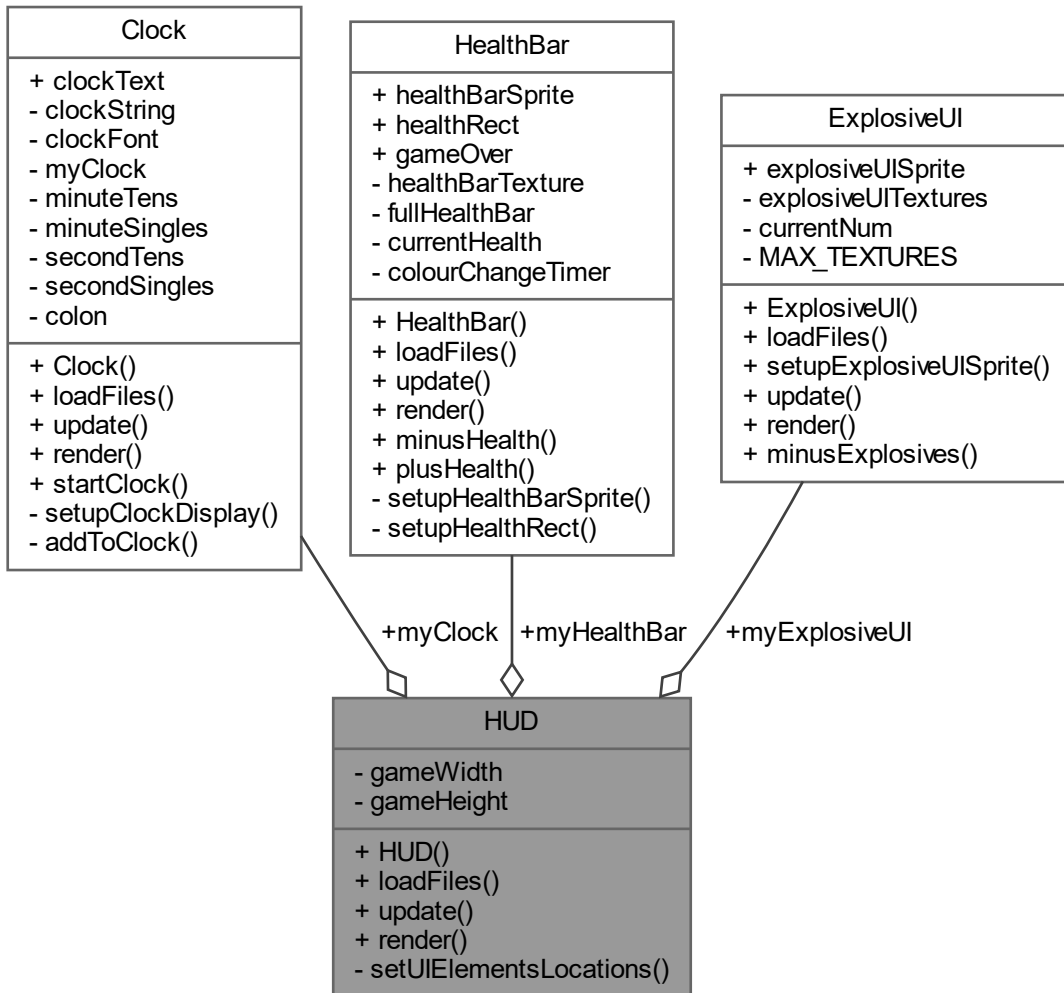 Clock
+ clockText
- clockString
- clockFont
- myClock
- minuteTens
- minuteSingles
- secondTens
- secondSingles
- colon
+ Clock()
+ loadFiles()
+ update()
+ render()
+ startClock()
- setupClockDisplay()
- addToClock()
HealthBar
+ healthBarSprite
+ healthRect
+ gameOver
- healthBarTexture
- fullHealthBar
- currentHealth
- colourChangeTimer
+ HealthBar()
+ loadFiles()
+ update()
+ render()
+ minusHealth()
+ plusHealth()
- setupHealthBarSprite()
- setupHealthRect()
ExplosiveUI
+ explosiveUISprite
- explosiveUITextures
- currentNum
- MAX_TEXTURES
+ ExplosiveUI()
+ loadFiles()
+ setupExplosiveUISprite()
+ update()
+ render()
+ minusExplosives()
+myClock
+myHealthBar
+myExplosiveUI
HUD
- gameWidth
- gameHeight
+ HUD()
+ loadFiles()
+ update()
+ render()
- setUIElementsLocations()